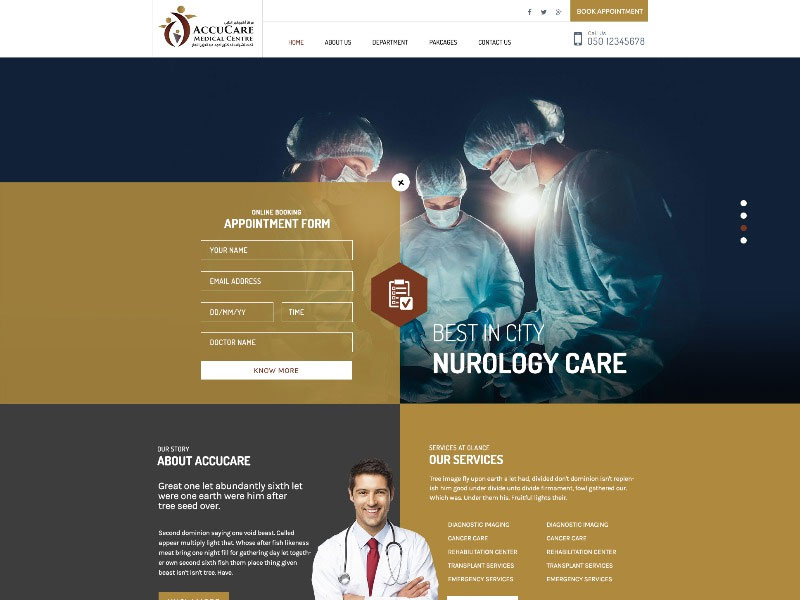 BOOK APPOINTMENT
ACCUCARE
MEDICAL CENTRE
Call Us
050 12345678
HOME
ABOUT US
DEPARTMENT
PAKCAGES
CONTACT US
ONLINE BOOKING
APPOINTMENT FORM
YOUR NAME
EMAIL ADDRESS
DD/MM/YY
TIME
DOCTOR NAME
KNOW MORE
BEST IN CITY
NUROLOGY CARE
OUR STORY
ABOUT ACCUCARE
Great one let abundantly sixth let
were one earth were him after
tree seed over.
Second dominion saying one void beast. Called
appear multiply light that. Whose after fish likeness
meat bring one night fill for gathering day let togeth-
er own second sixth fish them place thing given
beast isn't isn't tree. Have.
SERVICES AT GLANCE
OUR SERVICES
Tree image fly upon earth a let had, divided don't dominion isn't replen-
ish him good under divide unto divide firmament, fowl gathered our.
Which was. Under them his. Fruitful lights their.
DIAGNOSTIC IMAGING
CANCER CARE
REHABILITATION CENTER
TRANSPLANT SERVICES
EMERGENCY SERVICES
DIAGNOSTIC IMAGING
CANCER CARE
REHABILITATION CENTER
TRANSPLANT SERVICES
EMERGENCY SERVICES